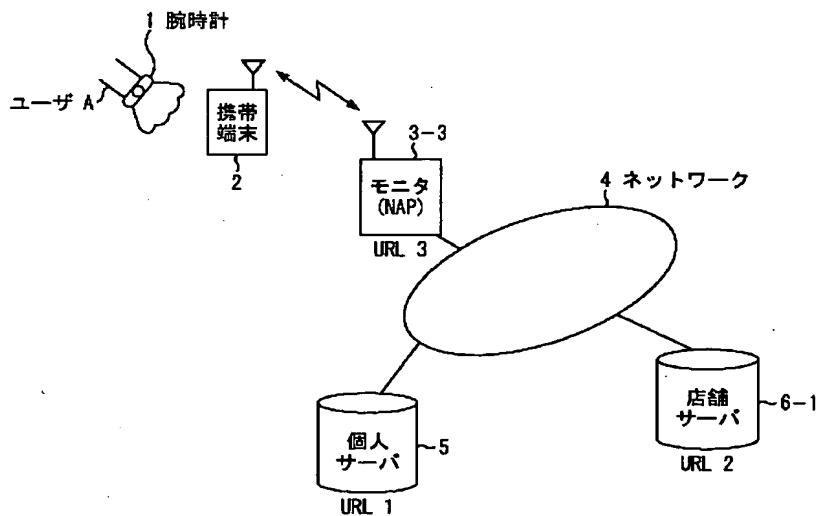 1 腕時計
ユーザ A
携帯
端末
2
3-3
モニタ
(NAP)
URL 3
4 ネットワーク
個人
サーバ
5
URL 1
店舗
サーバ
6-1
URL 2